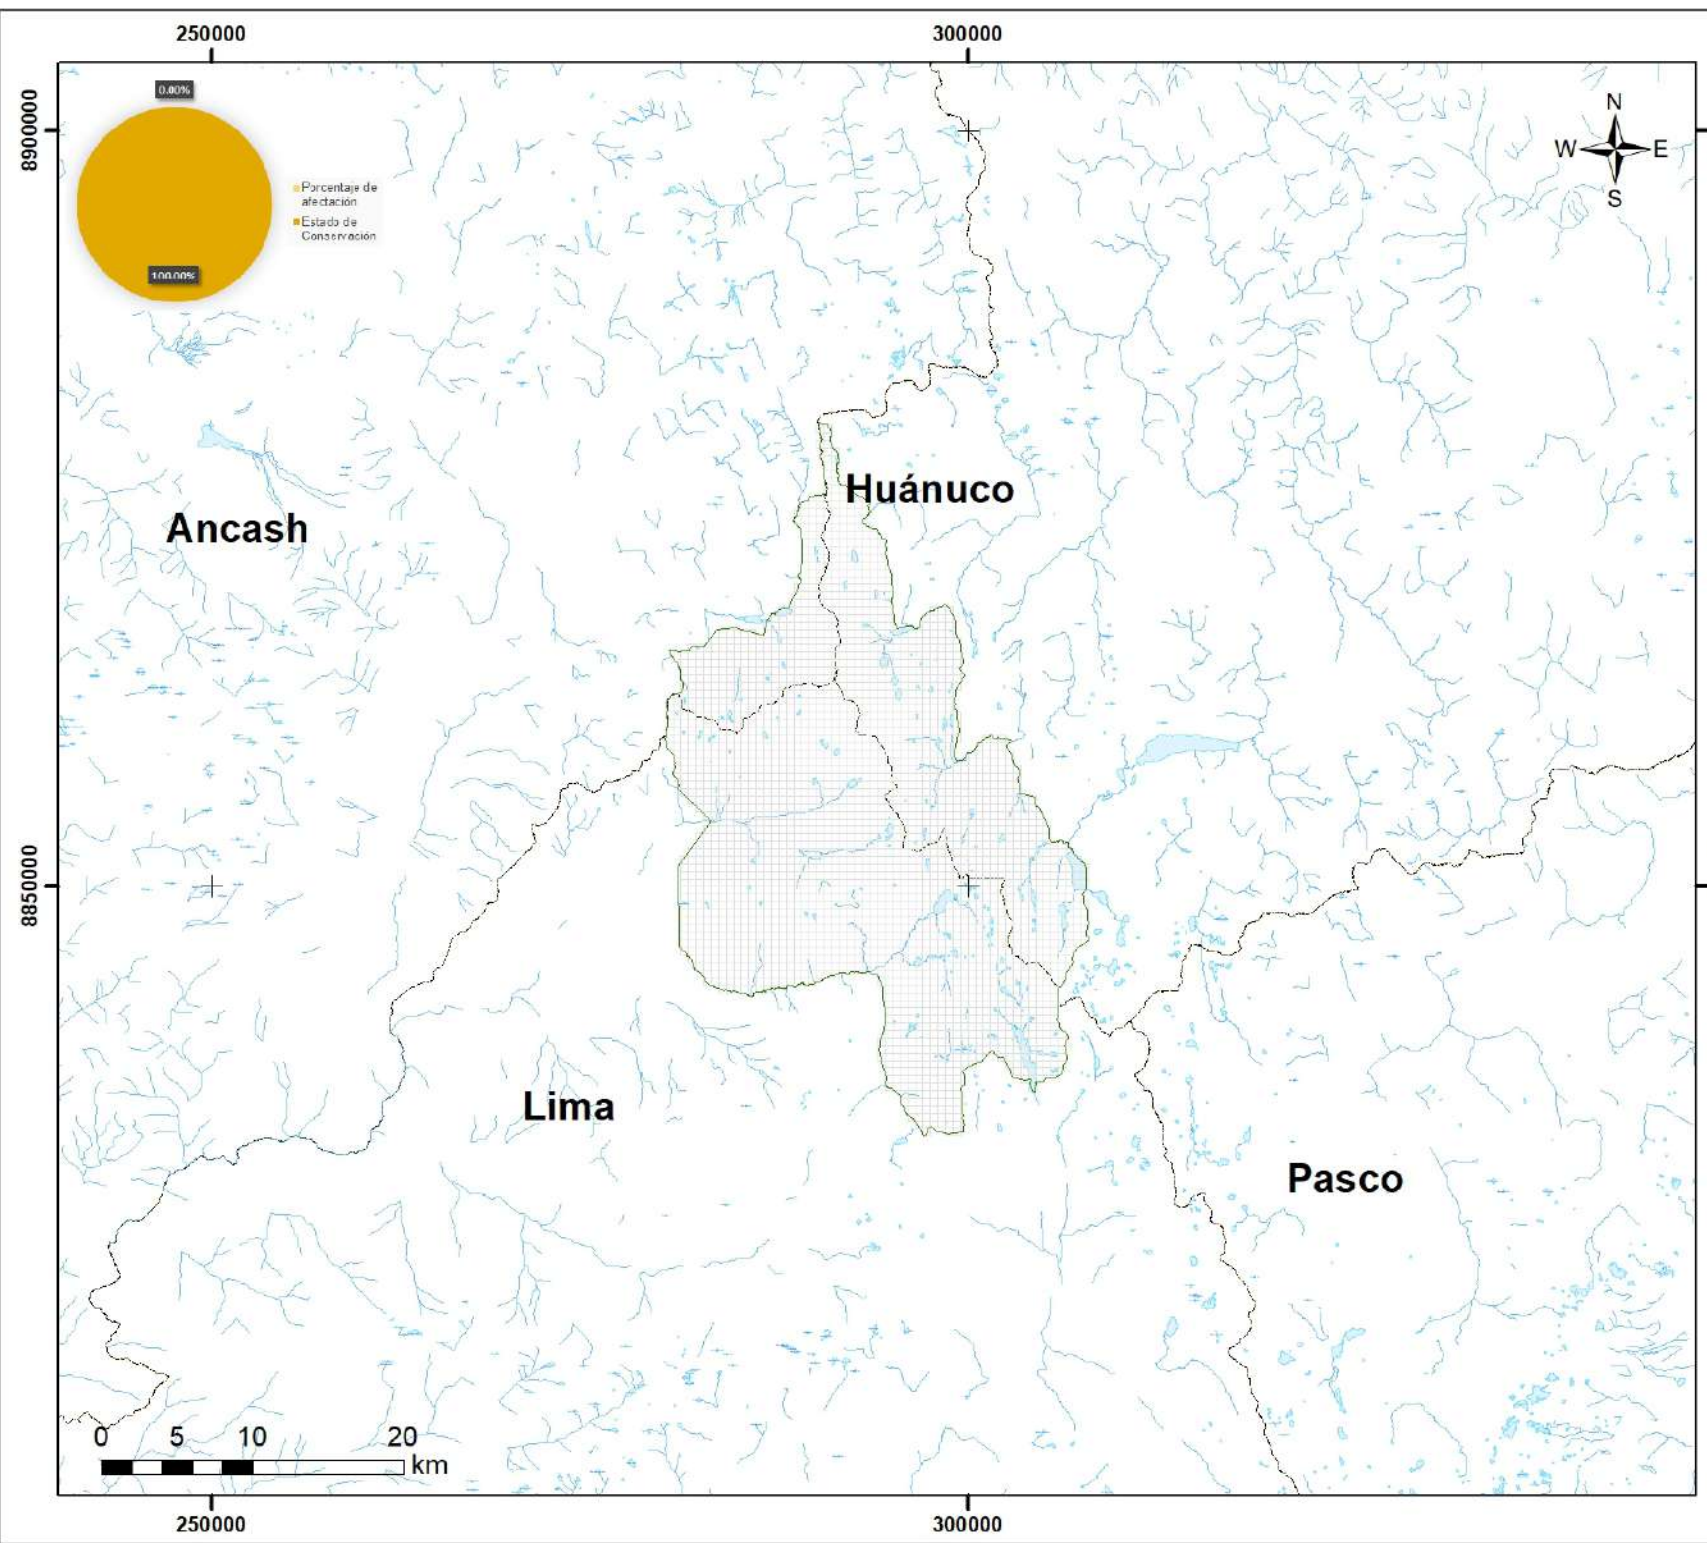 250000
300000
8900000
0.00%
N
W
E
S
Porcentaje de
afectación
Estado de
Conservación
100.00%
Huánuco
Ancash
8850000
Lima
Pasco
0
5
10
20
km
250000
300000